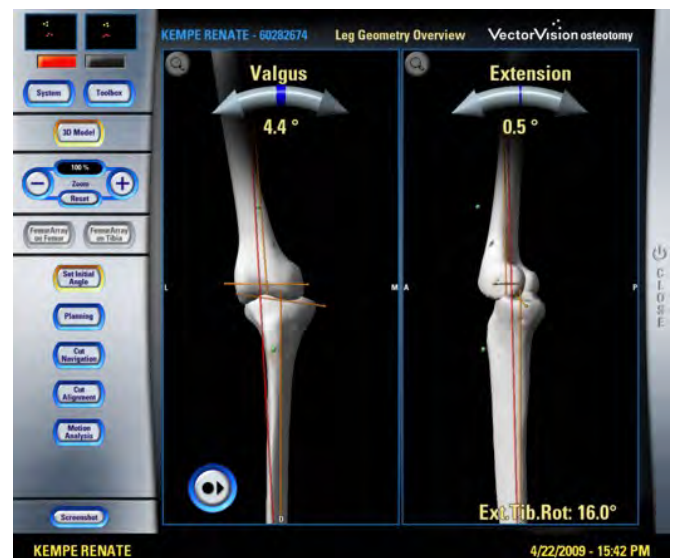 KEMPE RENATE - 60282674
Leg Geometry Overview
VectorVision osteotomy
System
Toolbox
3D Model
100 %
Zoom
Reset
FemurArray on Femur
FemurArray on Tibia
Set Initial Angle
Planning
Cut Navigation
Cut Alignment
Motion Analysis
Screenshot
Valgus
4.4 °
L
M
D
Extension
0.5 °
A
P
Ext.Tib.Rot: 16.0°
CLOSE
KEMPE RENATE
4/22/2009 - 15:42 PM